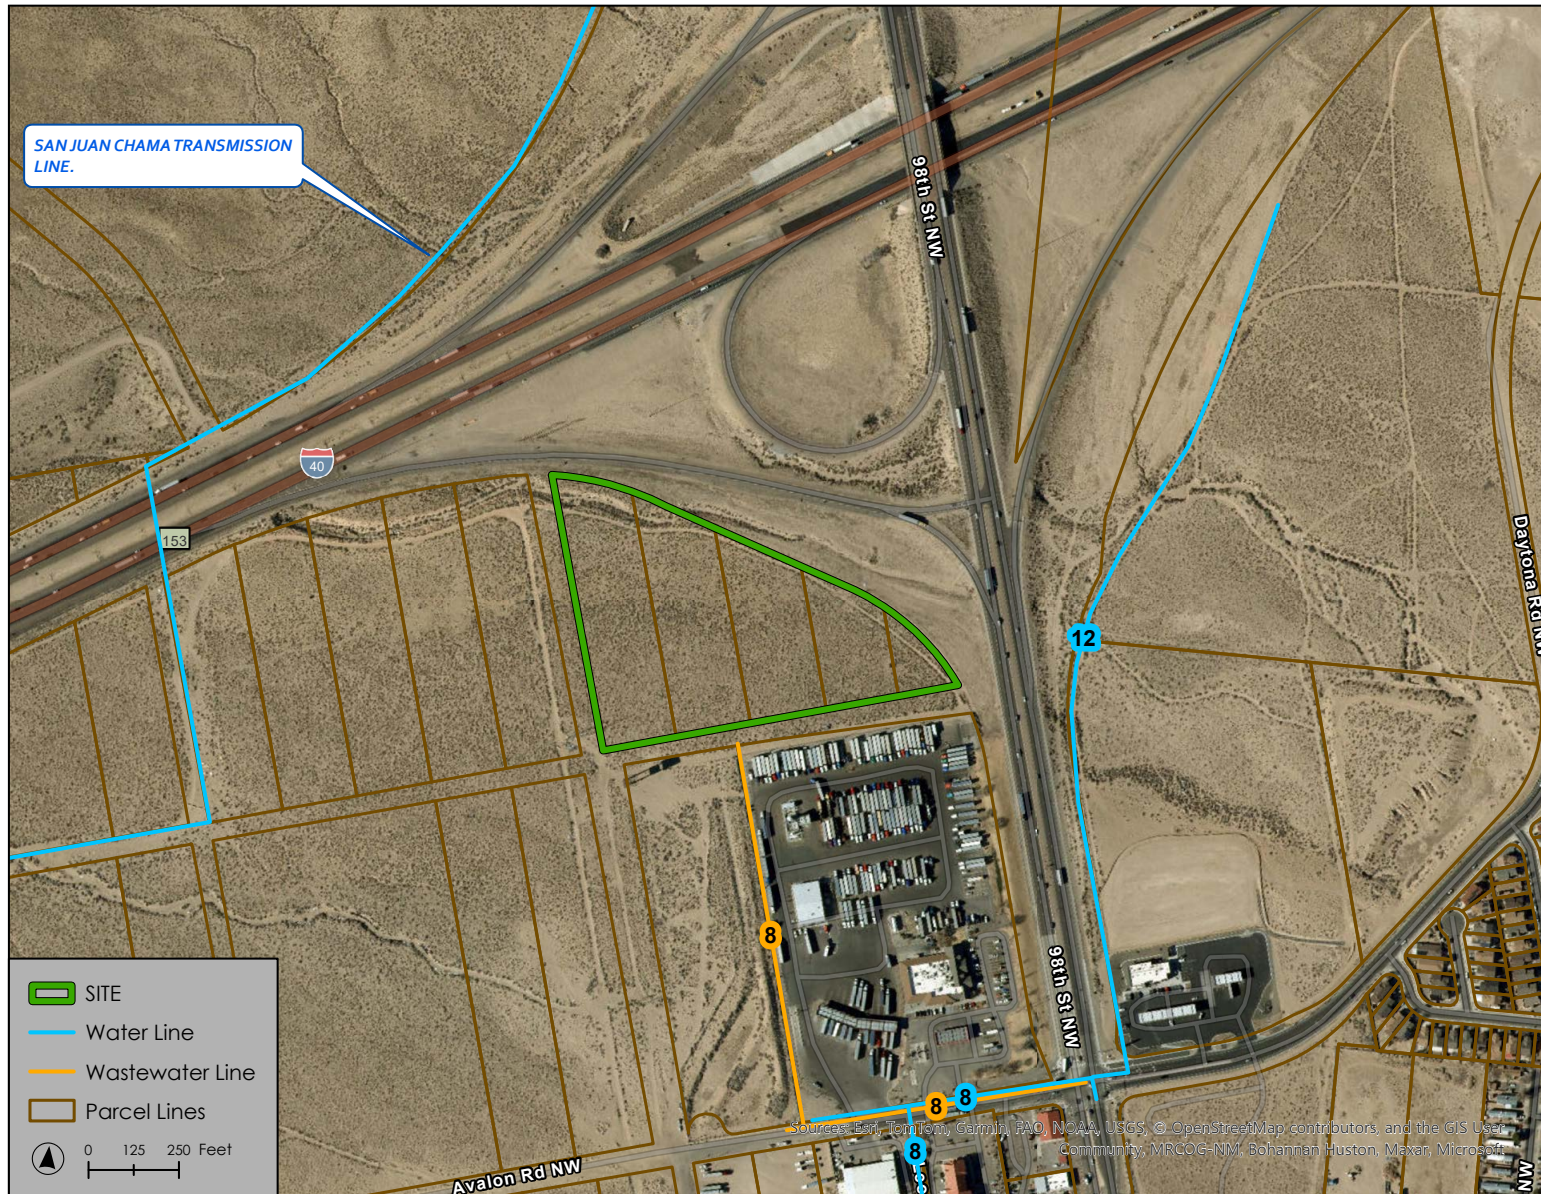 SAN JUAN CHAMA TRANSMISSION
LINE.
98th St NW
40
153
12
Daytona Rd NW
8
98th St NW
8
8
8
Avalon Rd NW
NW
SITE
Water Line
Wastewater Line
Parcel Lines
0 125 250 Feet
Sources: Esri, TomTom, Garmin, FAO, NOAA, USGS, © OpenStreetMap contributors, and the GIS User
Community, MRCOG-NM, Bohannan Huston, Maxar, Microsoft